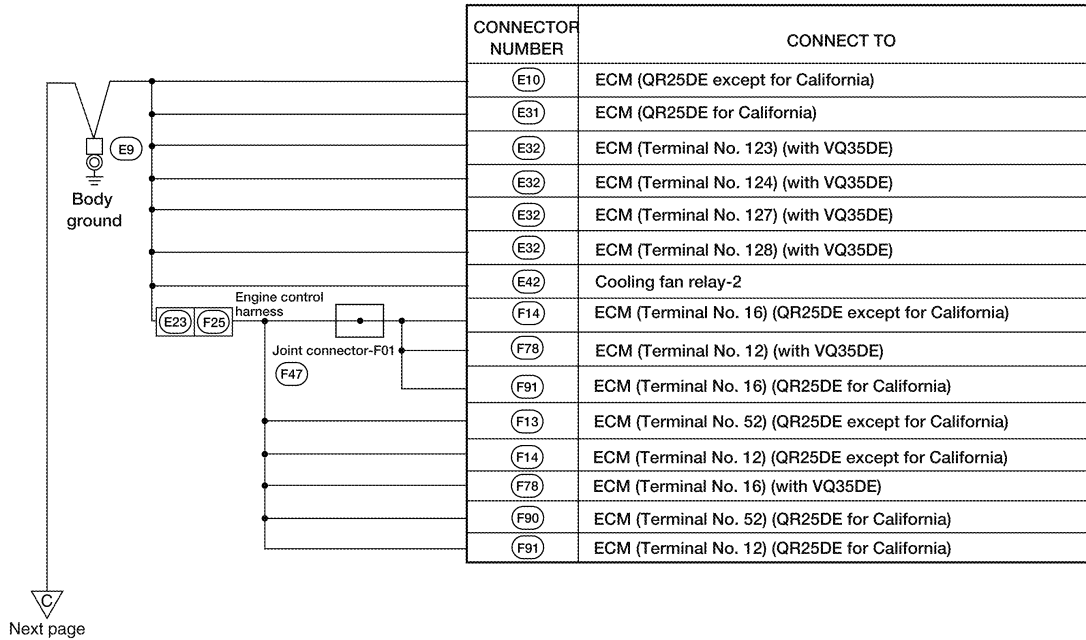 CONNECTOR
NUMBER
CONNECT TO
E10 ECM (QR25DE except for California)
E31 ECM (QR25DE for California)
E32 ECM (Terminal No. 123) (with VQ35DE)
E32 ECM (Terminal No. 124) (with VQ35DE)
E32 ECM (Terminal No. 127) (with VQ35DE)
E32 ECM (Terminal No. 128) (with VQ35DE)
E42 Cooling fan relay-2
F14 ECM (Terminal No. 16) (QR25DE except for California)
F78 ECM (Terminal No. 12) (with VQ35DE)
F91 ECM (Terminal No. 16) (QR25DE for California)
F13 ECM (Terminal No. 52) (QR25DE except for California)
F14 ECM (Terminal No. 12) (QR25DE except for California)
F78 ECM (Terminal No. 16) (with VQ35DE)
F90 ECM (Terminal No. 52) (QR25DE for California)
F91 ECM (Terminal No. 12) (QR25DE for California)
E9
Body
ground
E23 F25
Engine control
harness
Joint connector-F01
F47
C
Next page